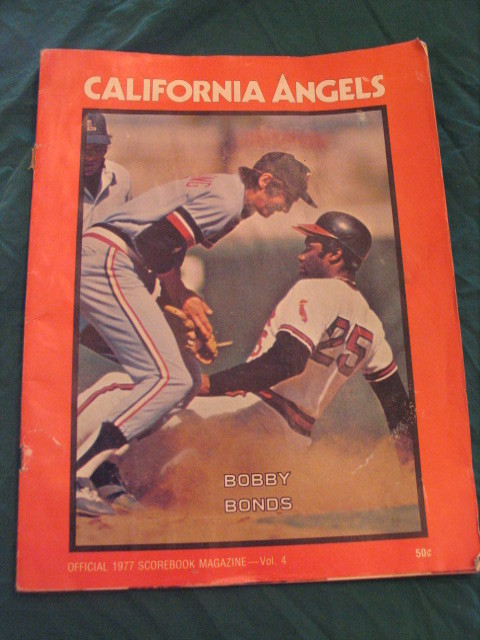 CALIFORNIA ANGELS
L
25
BOBBY
BONDS
OFFICIAL 1977 SCOREBOOK MAGAZINE—Vol. 4
50¢